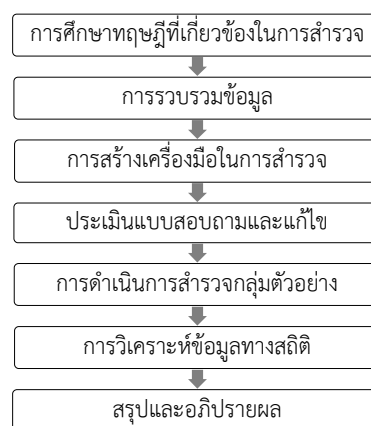 การศึกษาทฤษฎีที่เกี่ยวข้องในการสำรวจ
การรวบรวมข้อมูล
การสร้างเครื่องมือในการสำรวจ
ประเมินแบบสอบถามและแก้ไข
การดำเนินการสำรวจกลุ่มตัวอย่าง
การวิเคราะห์ข้อมูลทางสถิติ
สรุปและอภิปรายผล